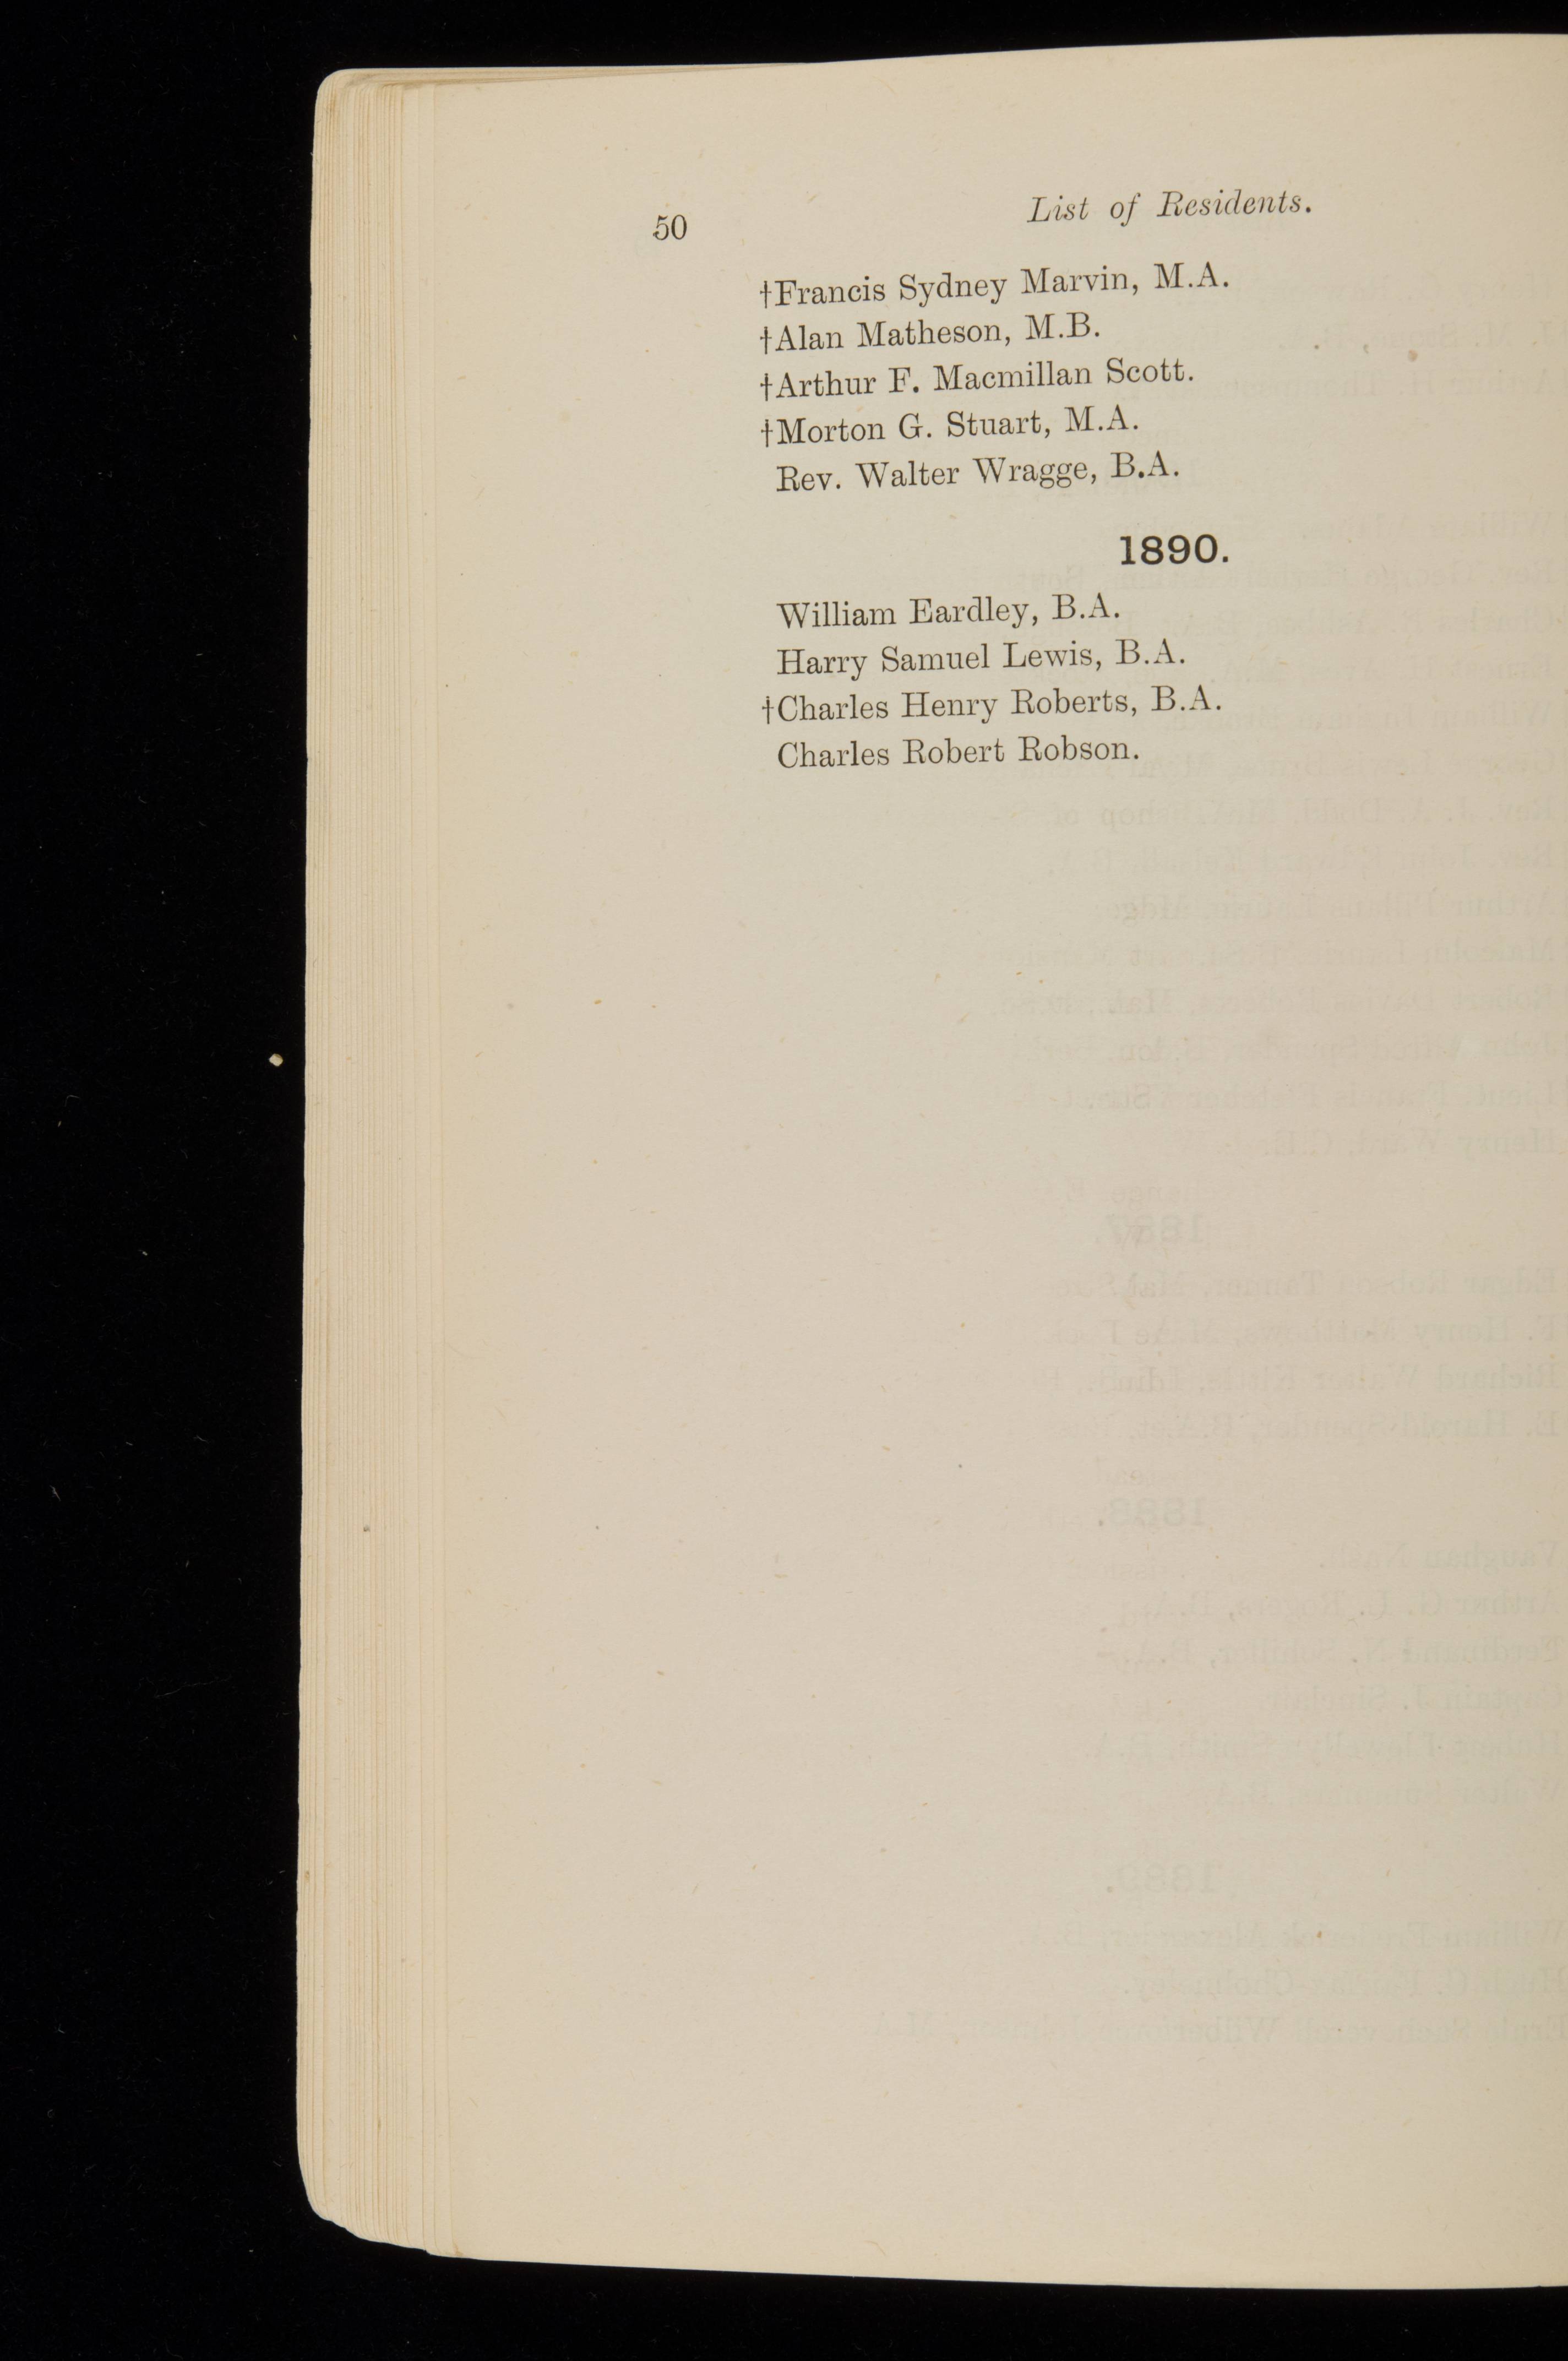 50
List of Residents.
†Francis Sydney Marvin, M.A.
†Alan Matheson, M.B.
†Arthur F. Macmillan Scott.
†Morton G. Stuart, M.A.
Rev. Walter Wragge, B.A.
1890.
William Eardley, B.A.
Harry Samuel Lewis, B.A.
†Charles Henry Roberts, B.A.
Charles Robert Robson.